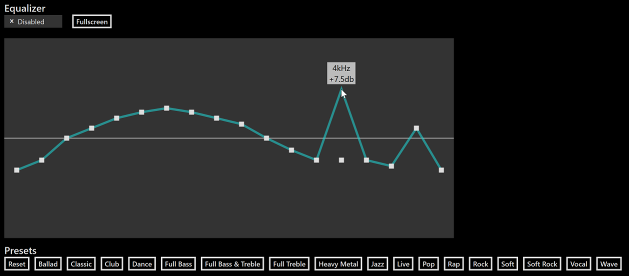 Equalizer
✕ Disabled Fullscreen
4kHz
+7.5db
Presets
Reset Ballad Classic Club Dance Full Bass Full Bass & Treble Full Treble Heavy Metal Jazz Live Pop Rap Rock Soft Soft Rock Vocal Wave